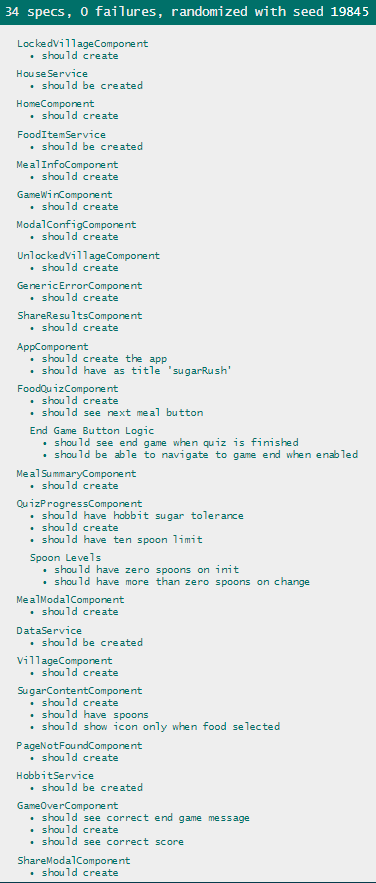 34 specs, 0 failures, randomized with seed 19845
LockedVillageComponent
• should create
HouseService
• should be created
HomeComponent
• should create
FoodItemService
• should be created
MealInfoComponent
• should create
GameWinComponent
• should create
ModalConfigComponent
• should create
UnlockedVillageComponent
• should create
GenericErrorComponent
• should create
ShareResultsComponent
• should create
AppComponent
• should create the app
• should have as title 'sugarRush'
FoodQuizComponent
• should create
• should see next meal button
End Game Button Logic
• should see end game when quiz is finished
• should be able to navigate to game end when enabled
MealSummaryComponent
• should create
QuizProgressComponent
• should have hobbit sugar tolerance
• should create
• should have ten spoon limit
Spoon Levels
• should have zero spoons on init
• should have more than zero spoons on change
MealModalComponent
• should create
DataService
• should be created
VillageComponent
• should create
SugarContentComponent
• should create
• should have spoons
• should show icon only when food selected
PageNotFoundComponent
• should create
HobbitService
• should be created
GameOverComponent
• should see correct end game message
• should create
• should see correct score
ShareModalComponent
• should create